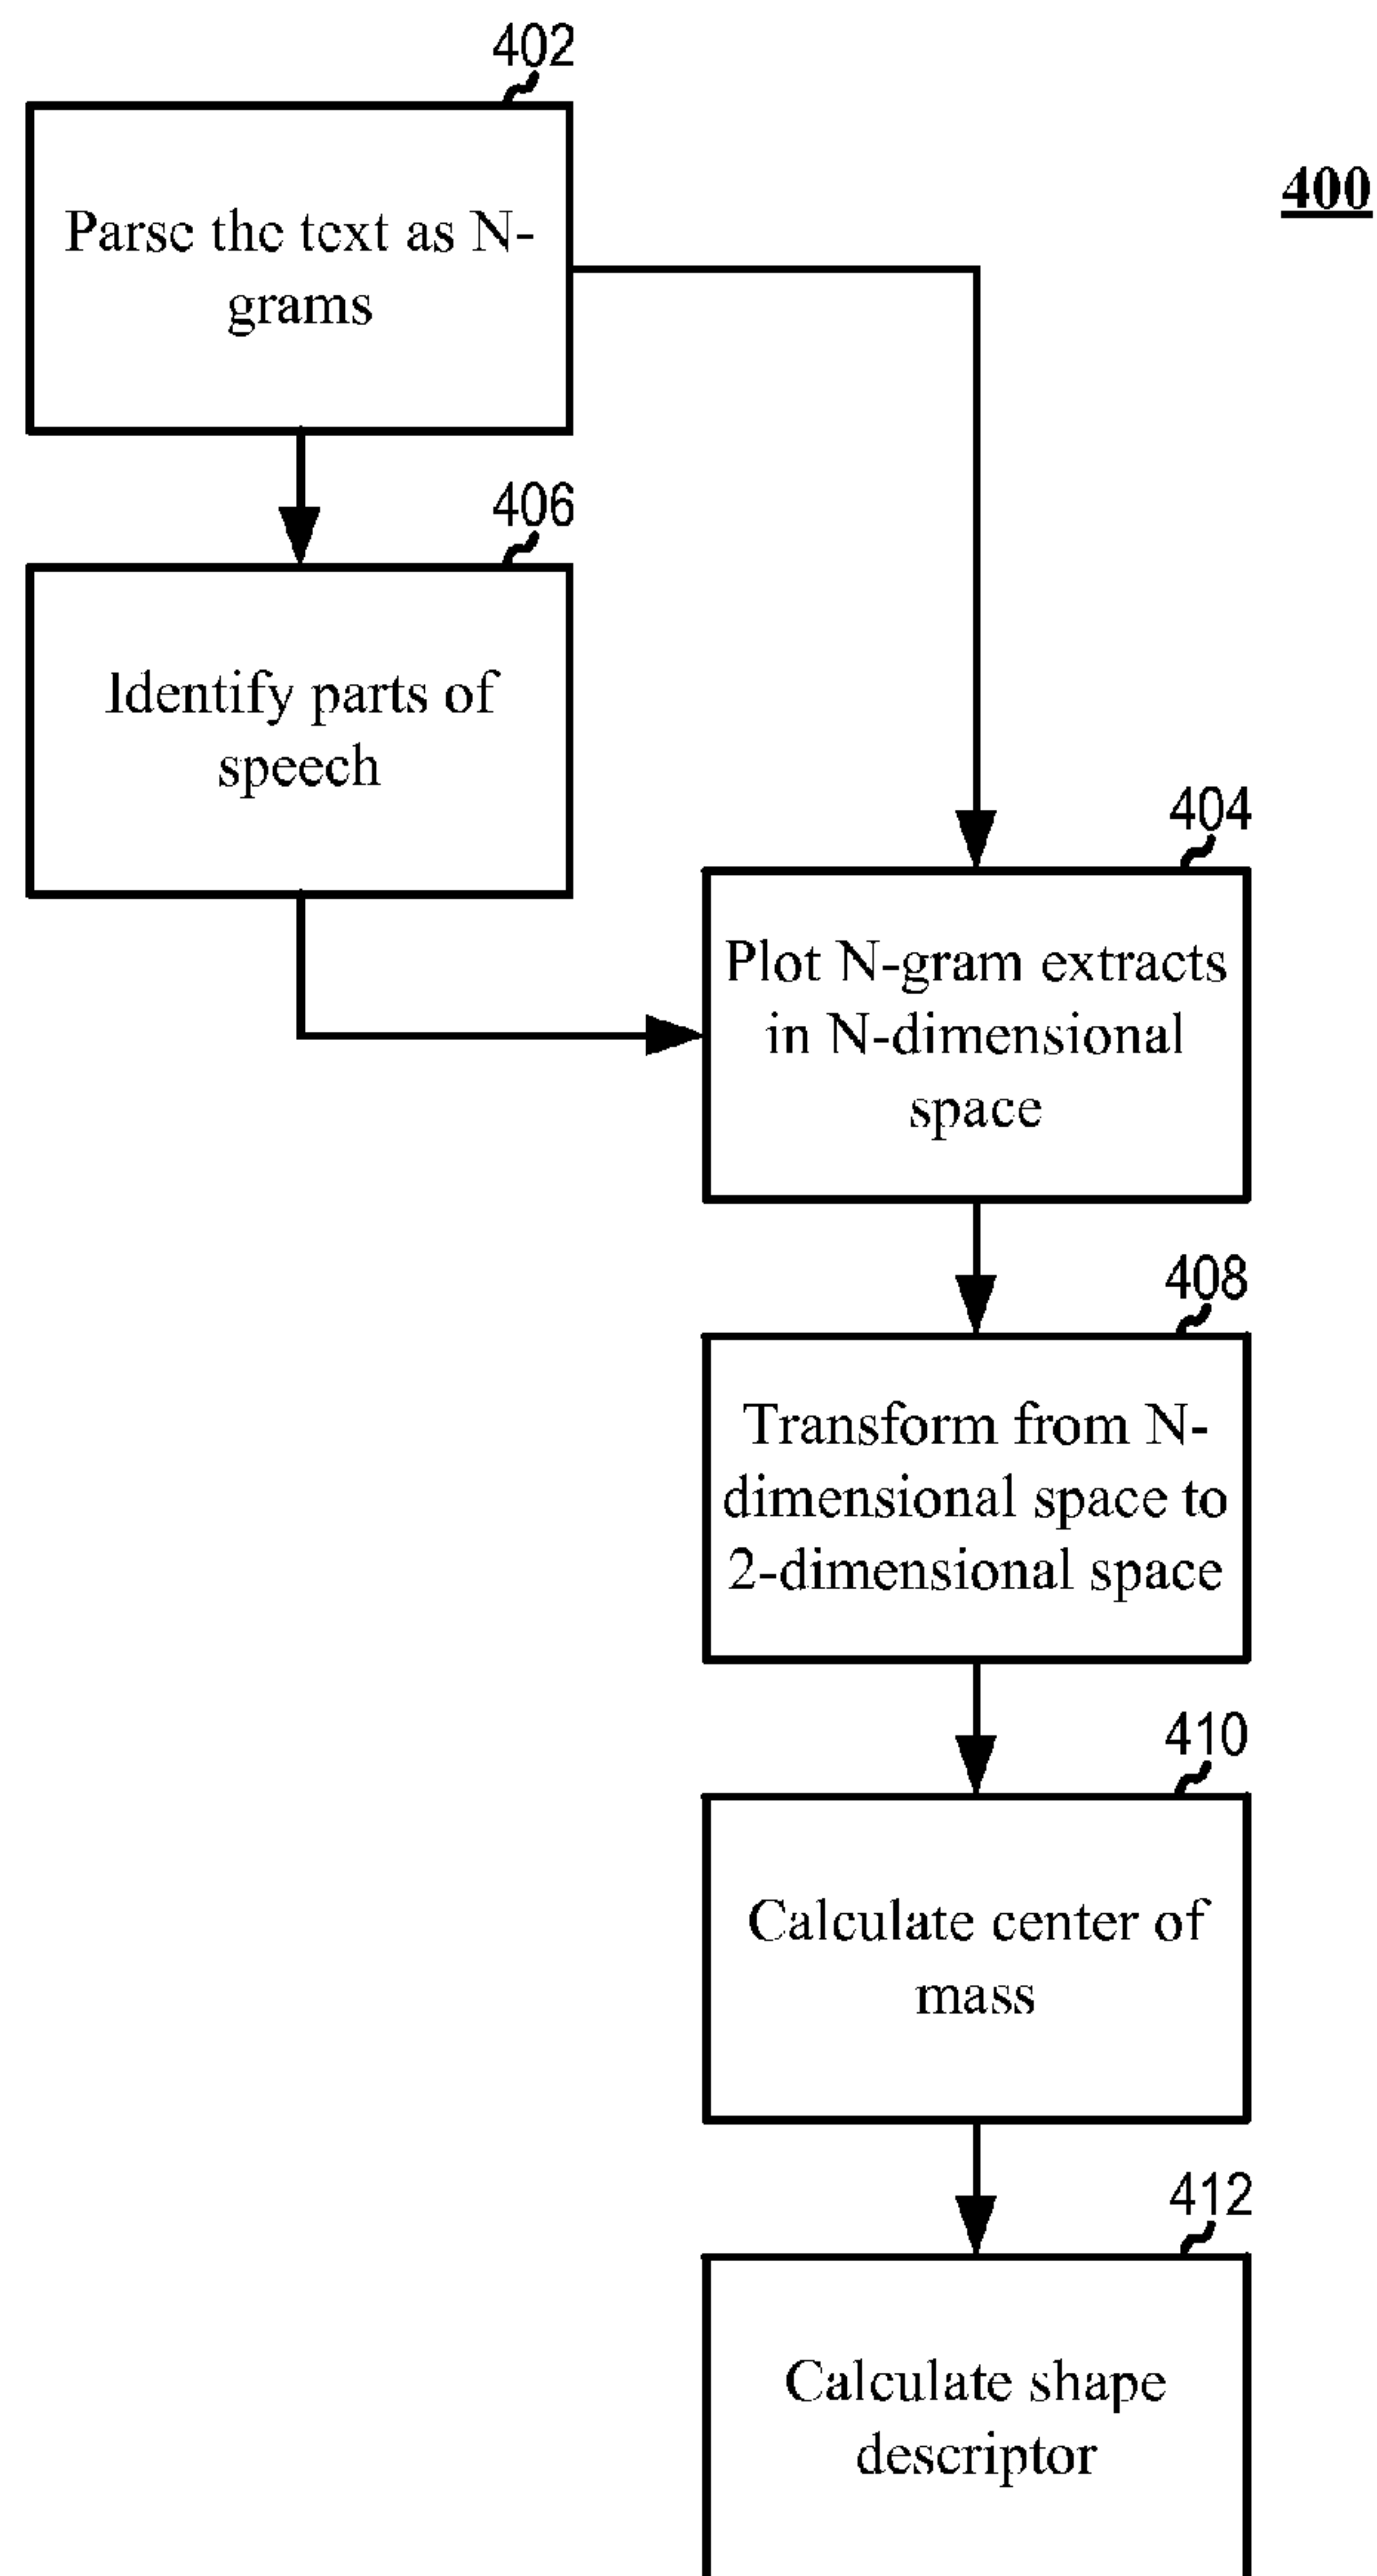 402
400
Parse the text as N-
grams
406
Identify parts of
speech
404
Plot N-gram extracts
in N-dimensional
space
408
Transform from N-
dimensional space to
2-dimensional space
410
Calculate center of
mass
412
Calculate shape
descriptor